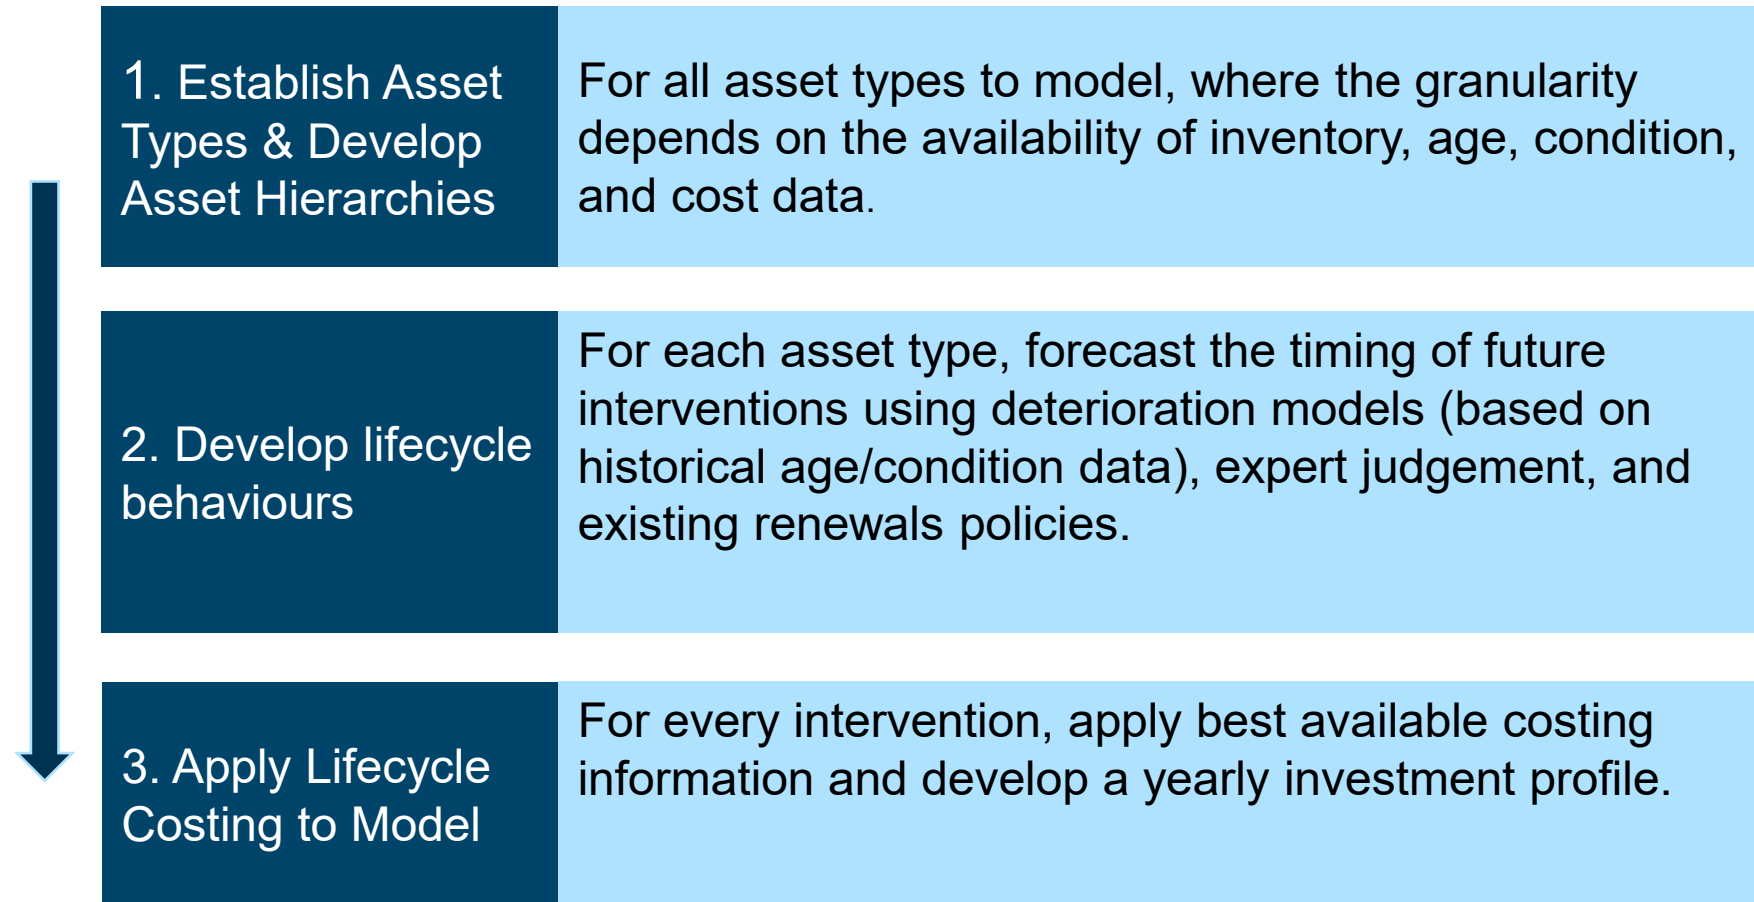 1. Establish Asset
Types & Develop
Asset Hierarchies
For all asset types to model, where the granularity
depends on the availability of inventory, age, condition,
and cost data.
2. Develop lifecycle
behaviours
For each asset type, forecast the timing of future
interventions using deterioration models (based on
historical age/condition data), expert judgement, and
existing renewals policies.
3. Apply Lifecycle
Costing to Model
For every intervention, apply best available costing
information and develop a yearly investment profile.